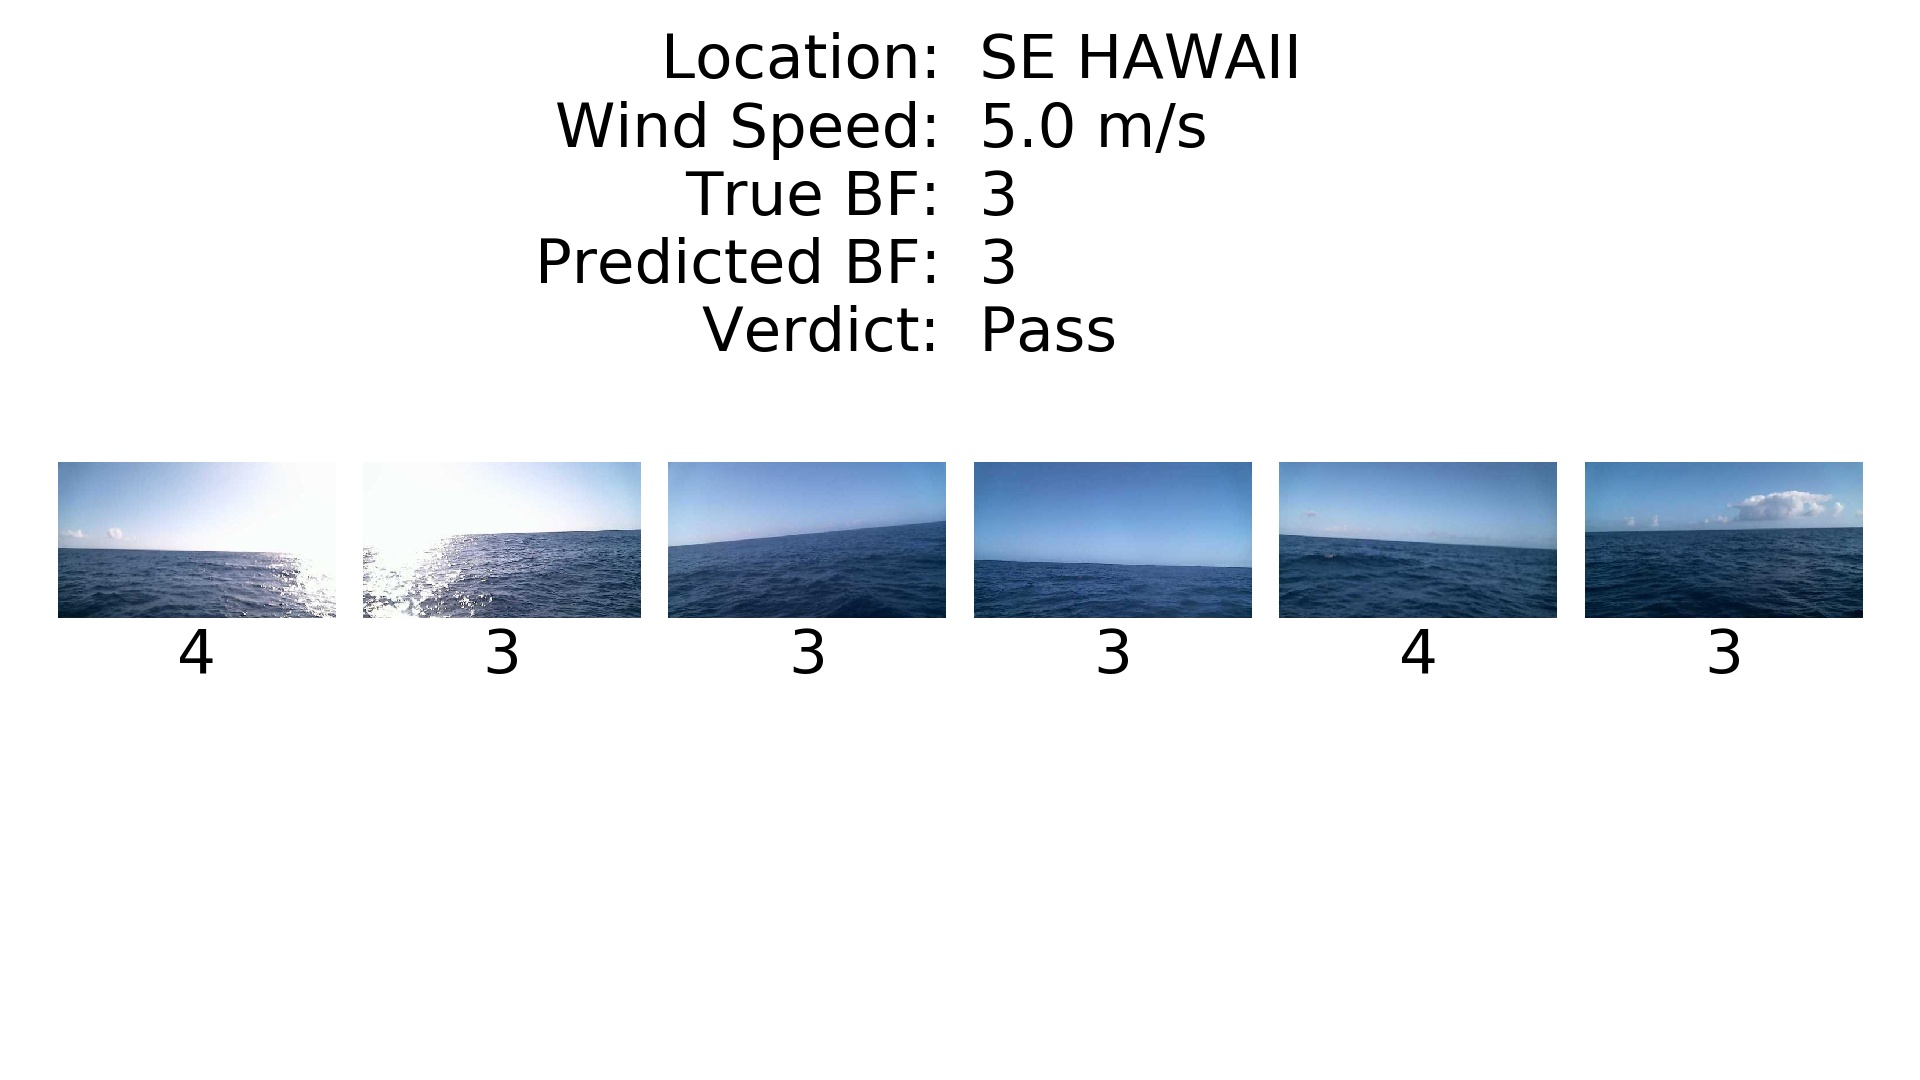 Location: SE HAWAII
Wind Speed: 5.0 m/s
True BF: 3
Predicted BF: 3
Verdict: Pass
4 3 3 3 4 3